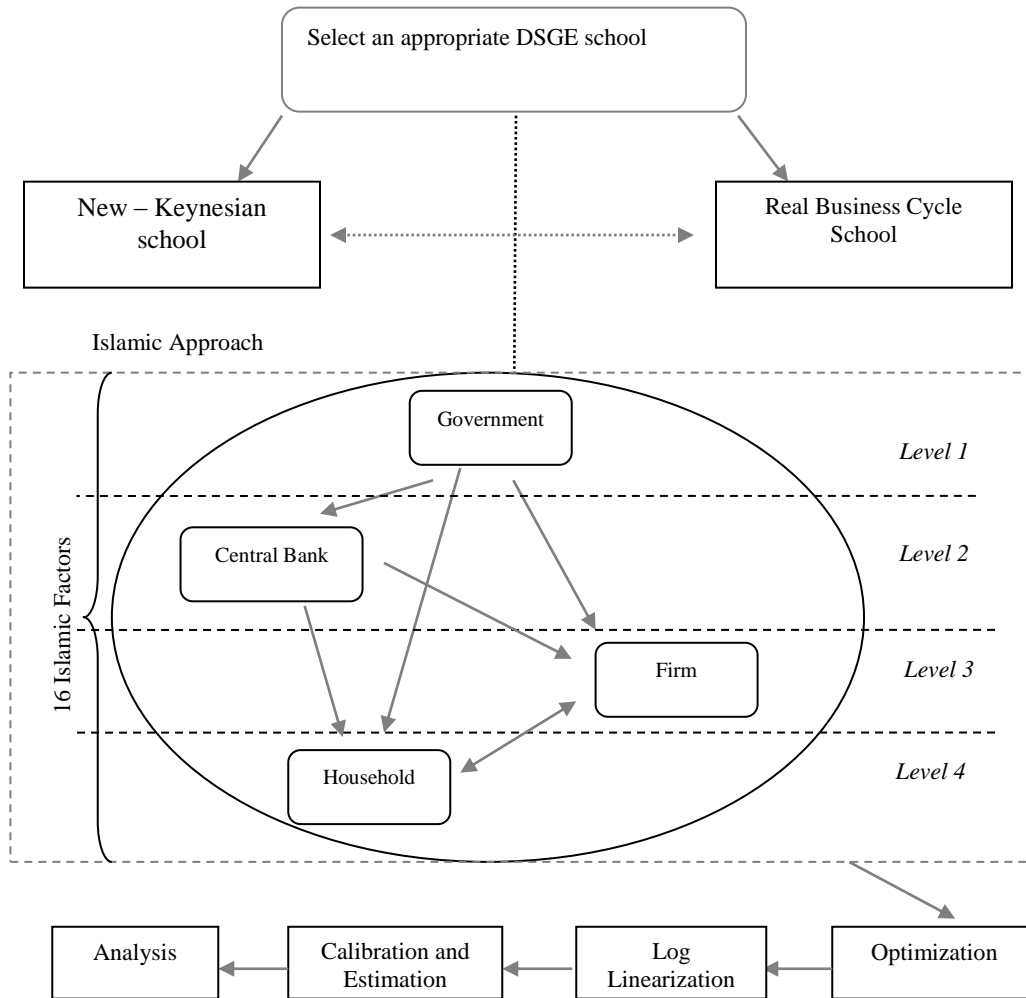 Select an appropriate DSGE school
New – Keynesian
school
Real Business Cycle
School
Islamic Approach
16 Islamic Factors
Government
Level 1
Central Bank
Level 2
Firm
Level 3
Household
Level 4
Analysis
Calibration and
Estimation
Log
Linearization
Optimization